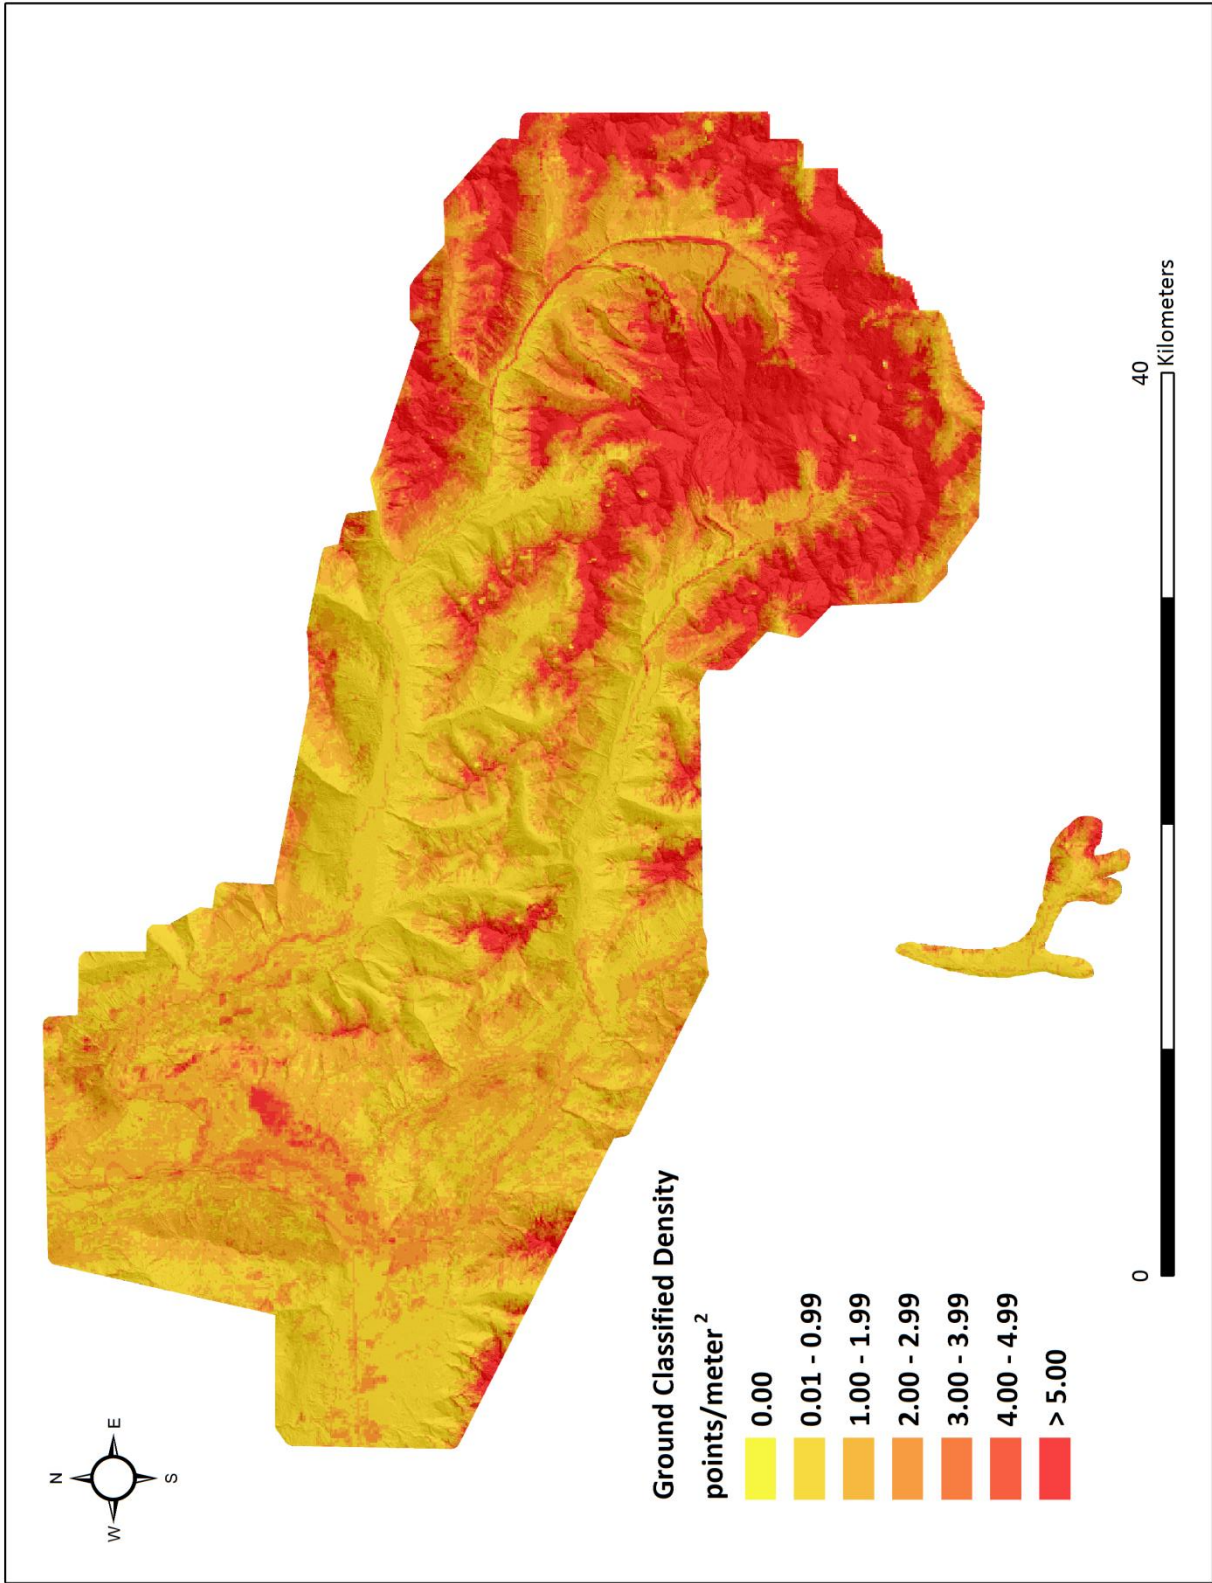 N
W E
S
Ground Classified Density
points/meter²
0.00
0.01 - 0.99
1.00 - 1.99
2.00 - 2.99
3.00 - 3.99
4.00 - 4.99
> 5.00
0 40
Kilometers